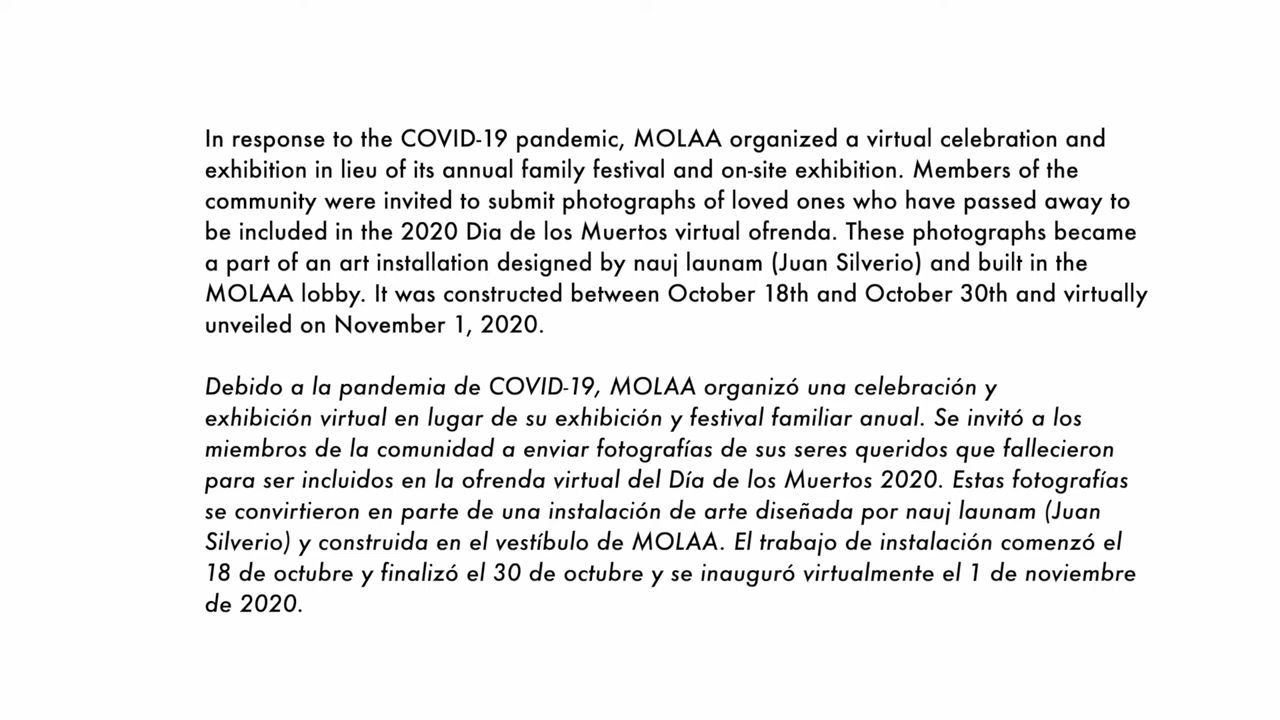 In response to the COVID-19 pandemic, MOLAA organized a virtual celebration and
exhibition in lieu of its annual family festival and on-site exhibition. Members of the
community were invited to submit photographs of loved ones who have passed away to
be included in the 2020 Dia de los Muertos virtual ofrenda. These photographs became
a part of an art installation designed by nauj launam (Juan Silverio) and built in the
MOLAA lobby. It was constructed between October 18th and October 30th and virtually
unveiled on November 1, 2020.
Debido a la pandemia de COVID-19, MOLAA organizó una celebración y
exhibición virtual en lugar de su exhibición y festival familiar anual. Se invitó a los
miembros de la comunidad a enviar fotografías de sus seres queridos que fallecieron
para ser incluidos en la ofrenda virtual del Día de los Muertos 2020. Estas fotografías
se convirtieron en parte de una instalación de arte diseñada por nauj launam (Juan
Silverio) y construida en el vestíbulo de MOLAA. El trabajo de instalación comenzó el
18 de octubre y finalizó el 30 de octubre y se inauguró virtualmente el 1 de noviembre
de 2020.